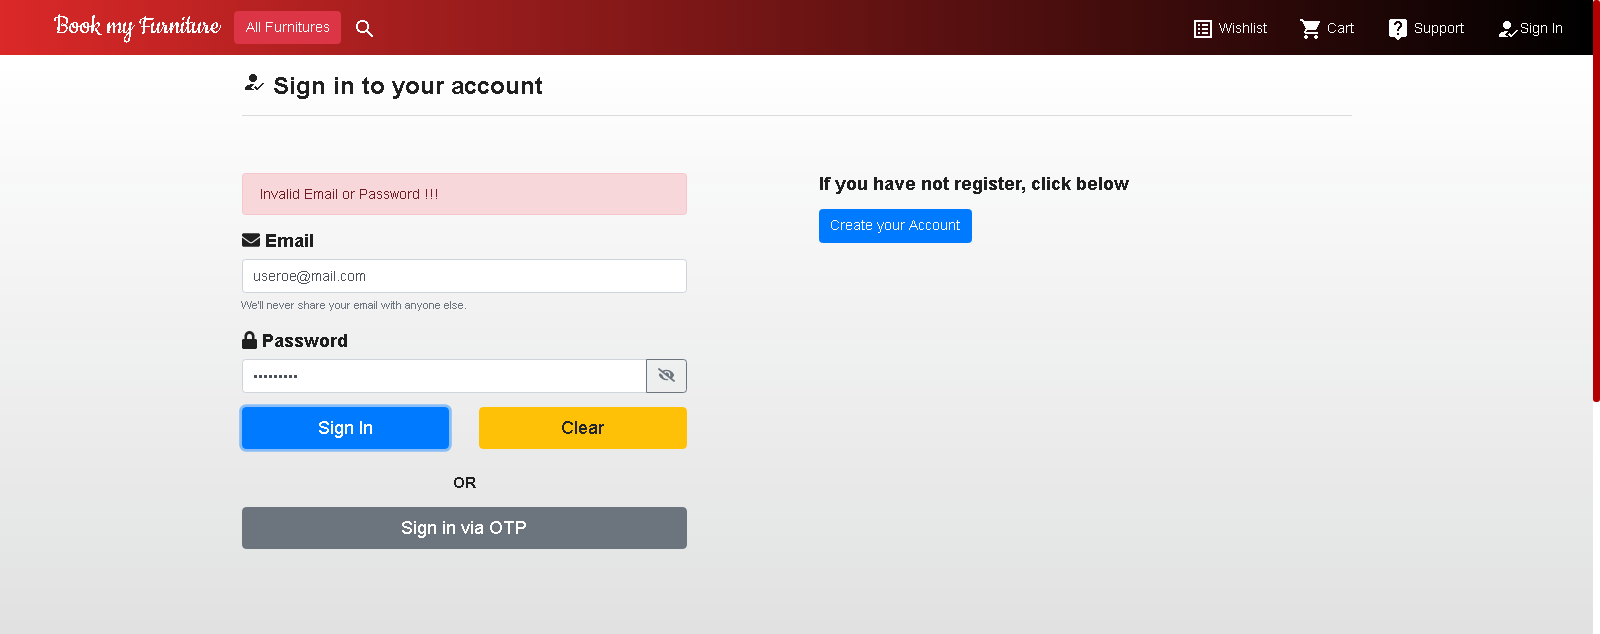 Book my Furniture All Furnitures Wishlist Cart Support Sign In
Sign in to your account
Invalid Email or Password !!!
Email
useroe@mail.com
We'll never share your email with anyone else.
Password
•••••••••
Sign In Clear
OR
Sign in via OTP
If you have not register, click below
Create your Account